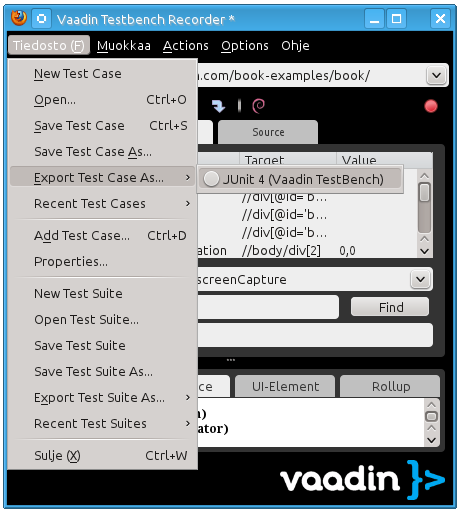 Vaadin Testbench Recorder *
Tiedosto (F) Muokkaa Actions Options Ohje
New Test Case
n.com/book-examples/book/
Open... Ctrl+O
Save Test Case Ctrl+S
Source
Save Test Case As...
Target Value
Export Test Case As...
JUnit 4 (Vaadin TestBench)
Recent Test Cases
//div[@id='b...
//div[@id='b...
//div[@id='b...
Add Test Case... Ctrl+D
ation //body/div[2] 0,0
Properties...
screenCapture
New Test Suite
Find
Open Test Suite...
Save Test Suite
Save Test Suite As...
ce UI-Element Rollup
Export Test Suite As...
Recent Test Suites
ator)
Sulje (X) Ctrl+W
vaadin }>